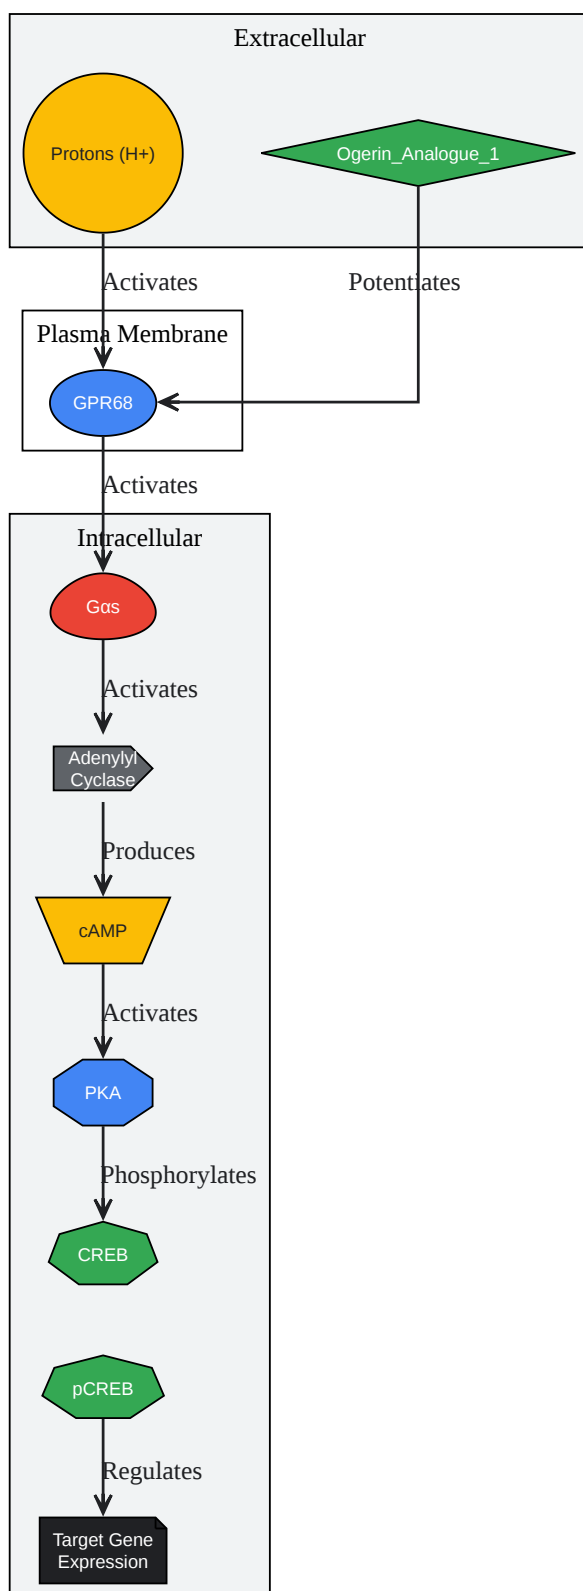 Extracellular
Protons (H+)
Ogerin_Analogue_1
Activates
Potentiates
Plasma Membrane
GPR68
Activates
Intracellular
Gαs
Activates
Adenylyl
Cyclase
Produces
cAMP
Activates
PKA
Phosphorylates
CREB
pCREB
Regulates
Target Gene
Expression